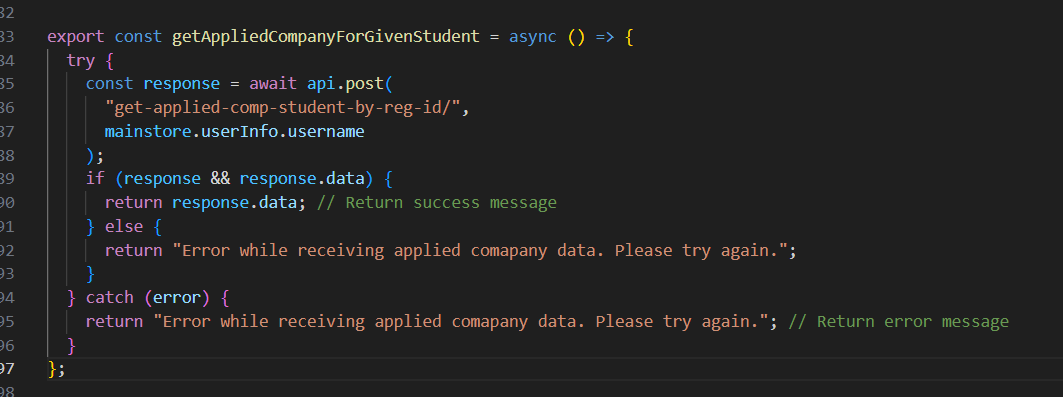 32
33 export const getAppliedCompanyForGivenStudent = async () => {
34 try {
35 const response = await api.post(
36 "get-applied-comp-student-by-reg-id/",
37 mainstore.userInfo.username
38 );
39 if (response && response.data) {
90 return response.data; // Return success message
91 } else {
92 return "Error while receiving applied comapany data. Please try again.";
93 }
94 } catch (error) {
95 return "Error while receiving applied comapany data. Please try again."; // Return error message
96 }
97 };
98